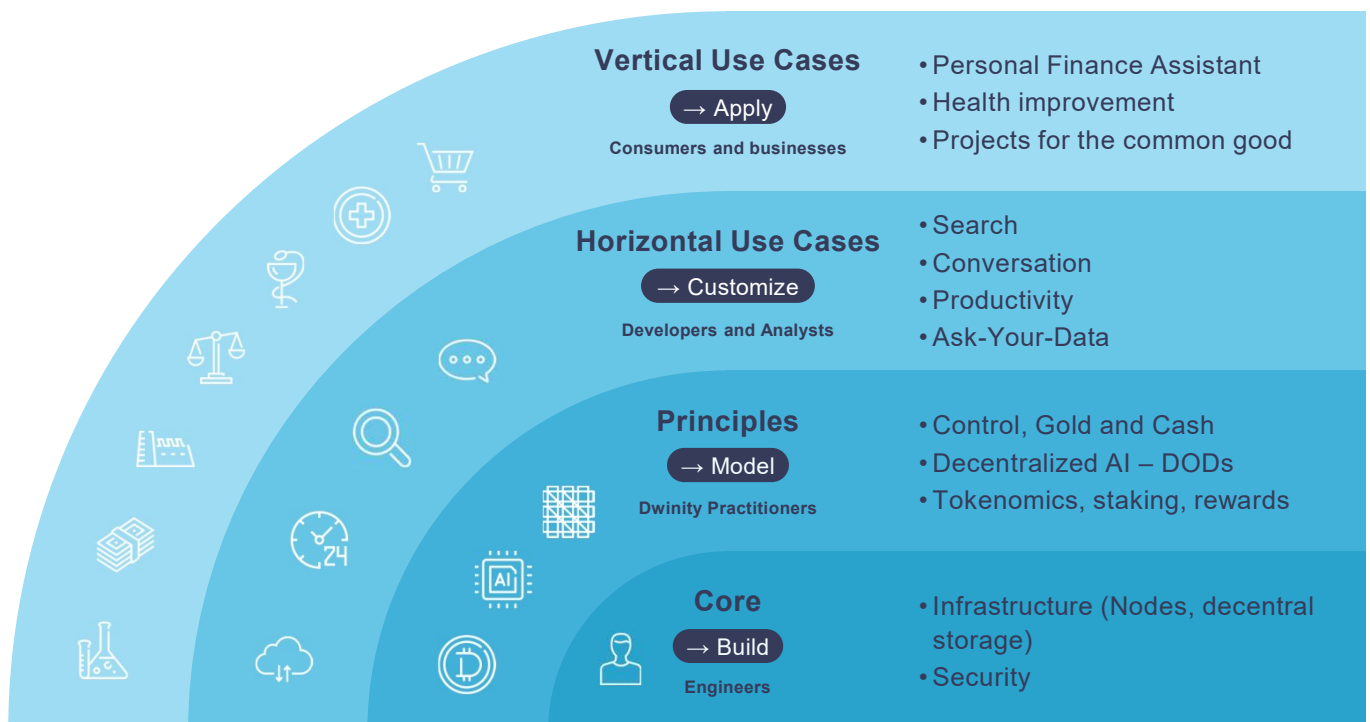 Vertical Use Cases
→ Apply
Consumers and businesses
• Personal Finance Assistant
• Health improvement
• Projects for the common good
Horizontal Use Cases
→ Customize
Developers and Analysts
• Search
• Conversation
• Productivity
• Ask-Your-Data
Principles
→ Model
Dwinity Practitioners
• Control, Gold and Cash
• Decentralized AI – DODs
• Tokenomics, staking, rewards
Core
→ Build
Engineers
• Infrastructure (Nodes, decentral
storage)
• Security
24
AI
D